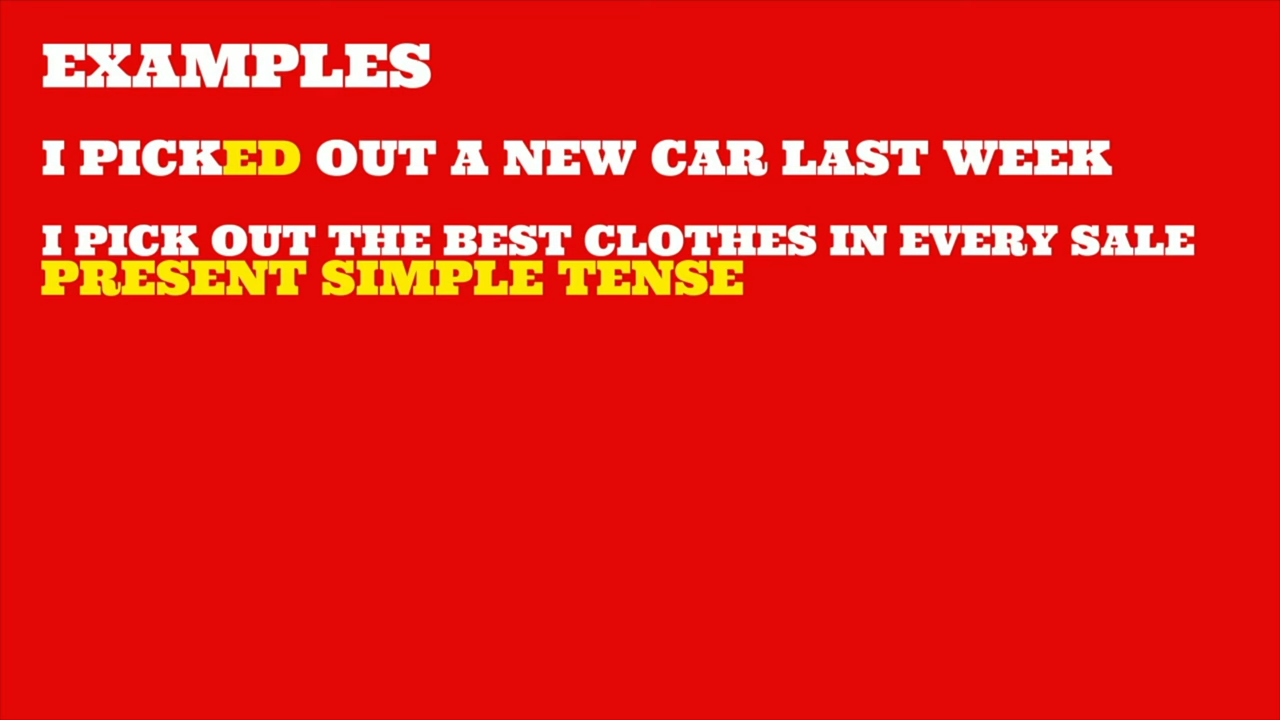 EXAMPLES
I PICKED OUT A NEW CAR LAST WEEK
I PICK OUT THE BEST CLOTHES IN EVERY SALE
PRESENT SIMPLE TENSE